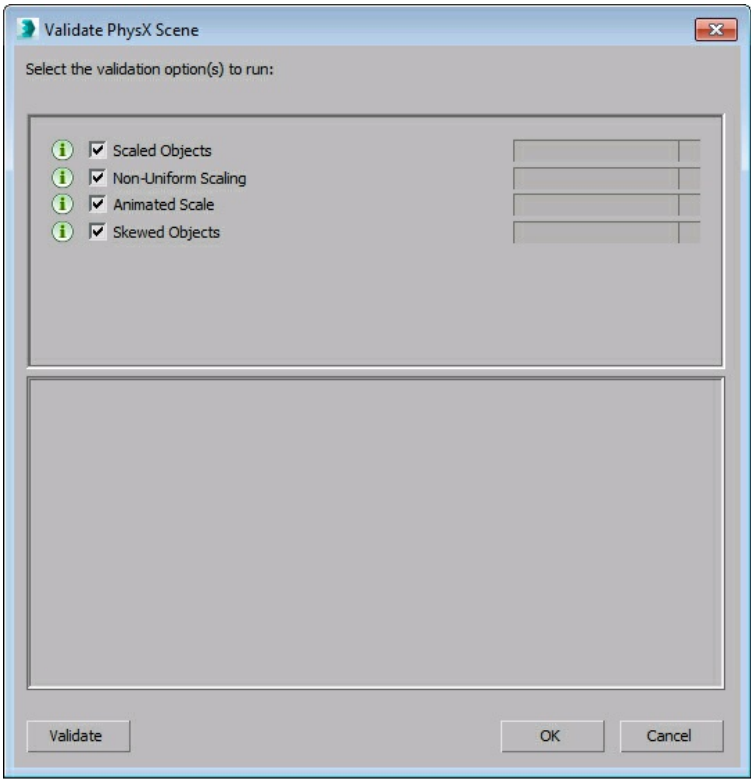 Validate PhysX Scene
Select the validation option(s) to run:
Scaled Objects
Non-Uniform Scaling
Animated Scale
Skewed Objects
Validate OK Cancel